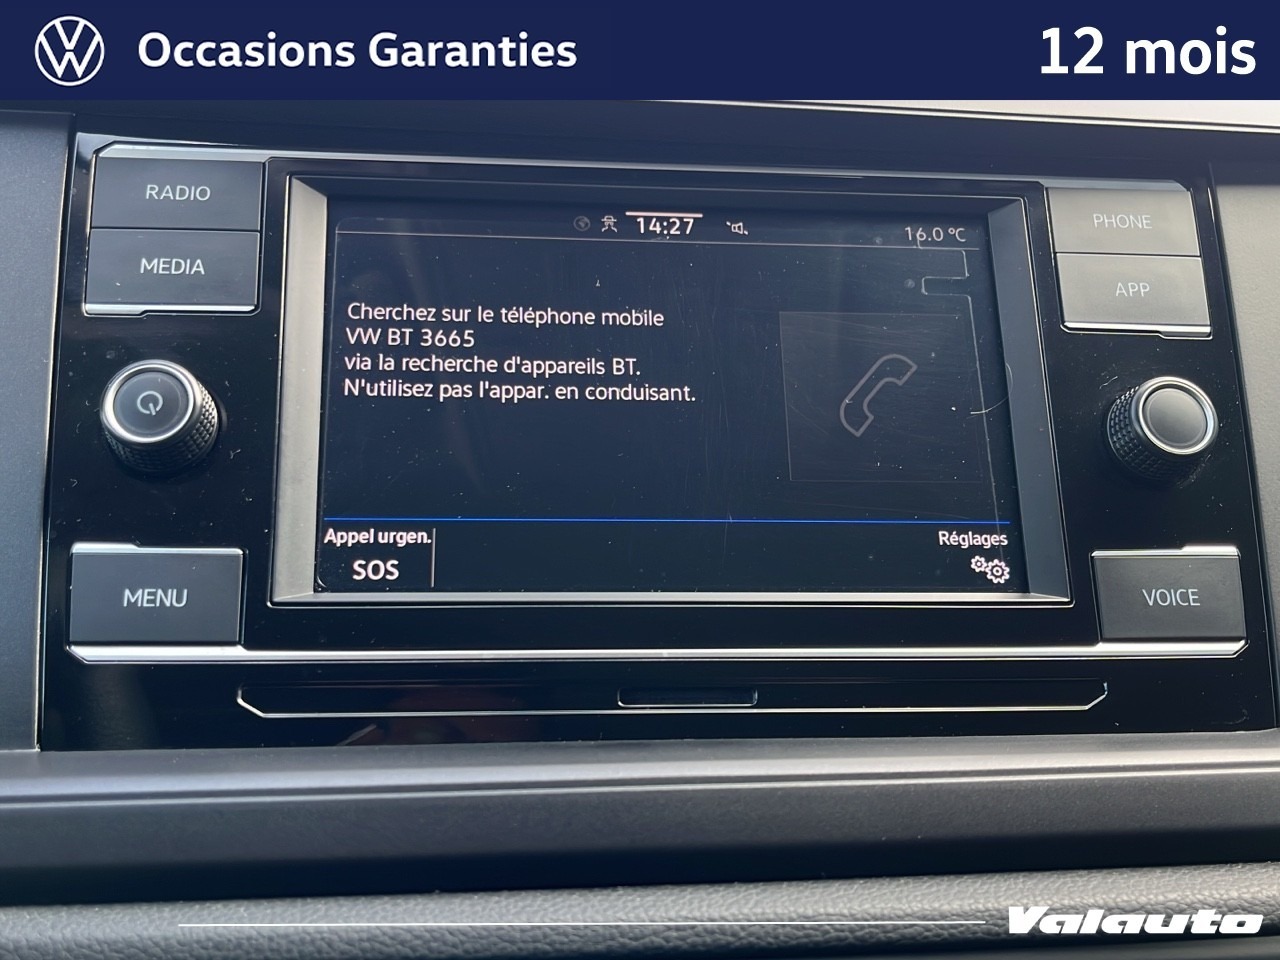 Occasions Garanties
12 mois
RADIO
MEDIA
MENU
14:27
16.0 °C
Cherchez sur le téléphone mobile
VW BT 3665
via la recherche d'appareils BT.
N'utilisez pas l'appar. en conduisant.
Appel urgen.
SOS
Réglages
PHONE
APP
VOICE
Valauto